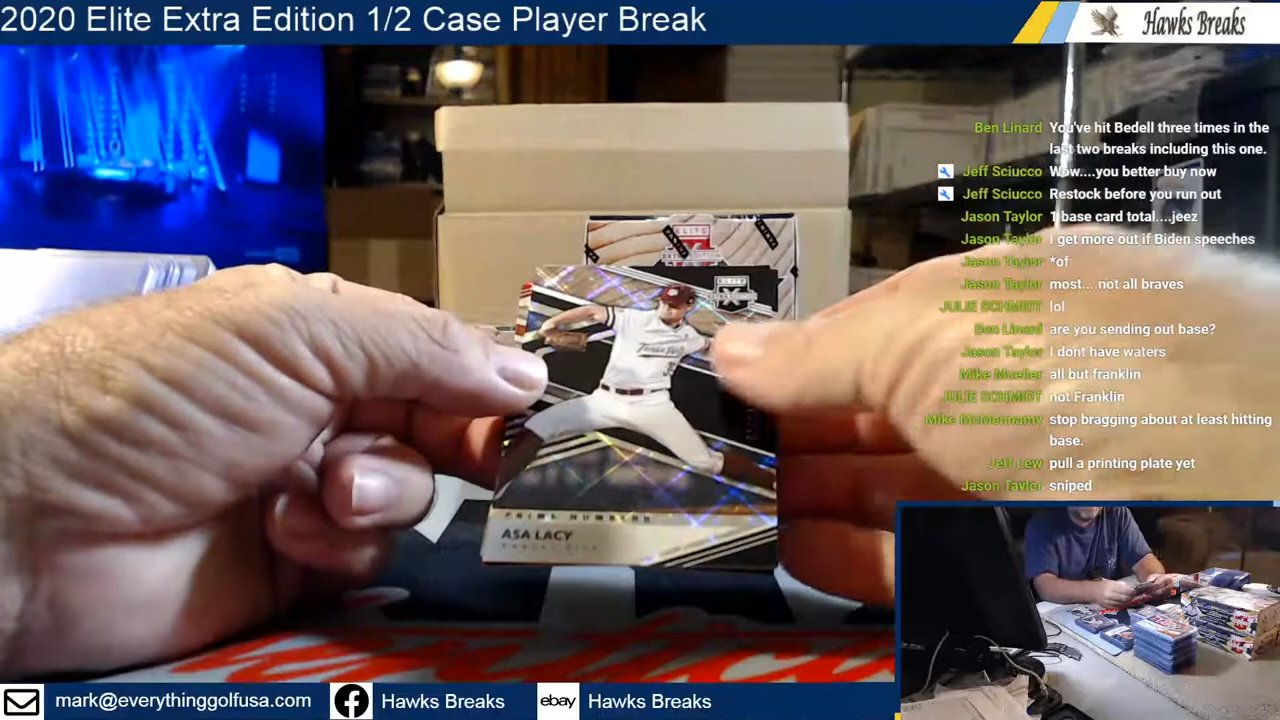 2020 Elite Extra Edition 1/2 Case Player Break
Hawks Breaks
Ben Linard You've hit Bedell three times in the
last two breaks including this one.
Jeff Sciucco Wow....you better buy now
Jeff Sciucco Restock before you run out
Jason Taylor 1 base card total....jeez
Jason Taylor I get more out if Biden speeches
Jason Taylor *of
Jason Taylor most....not all braves
JULIE SCHMIDT lol
Ben Linard are you sending out base?
Jason Taylor I dont have waters
Mike Mueller all but franklin
JULIE SCHMIDT not Franklin
Mike McMennamy stop bragging about at least hitting
base.
Jeff Lew pull a printing plate yet
Jason Taylor sniped
ELITE
EXTRA EDITION
ELITE
PRIME NUMBERS
ASA LACY
mark@everythinggolfusa.com
Hawks Breaks
ebay
Hawks Breaks